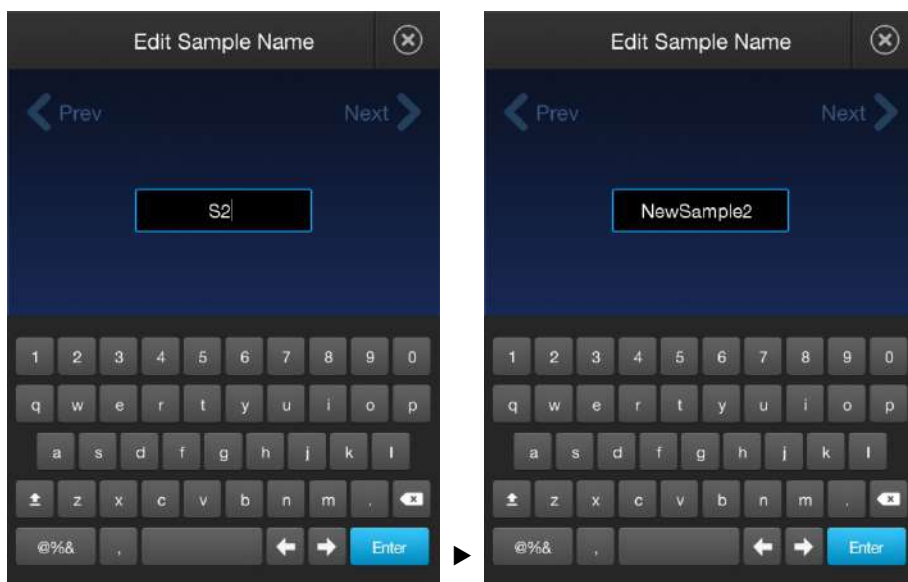 Edit Sample Name
Prev Next
S2
1 2 3 4 5 6 7 8 9 0
q w e r t y u i o p
a s d f g h j k l
z x c v b n m .
@%& , Enter
Edit Sample Name
Prev Next
NewSample2
1 2 3 4 5 6 7 8 9 0
q w e r t y u i o p
a s d f g h j k l
z x c v b n m .
@%& , Enter